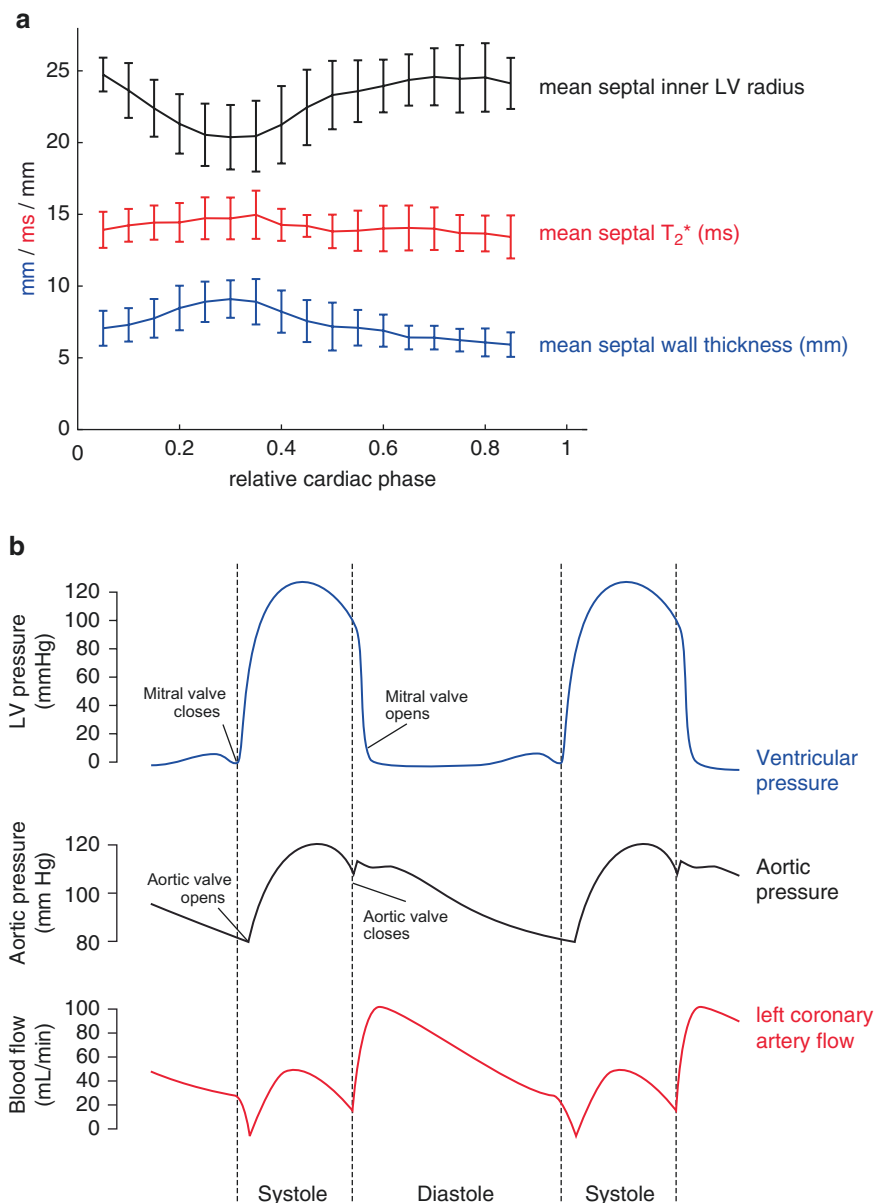 a
25
20
15
10
5
0
mm / ms / mm
0
0.2
0.4
0.6
0.8
1
relative cardiac phase
mean septal inner LV radius
mean septal T₂* (ms)
mean septal wall thickness (mm)
b
LV pressure
(mmHg)
120
100
80
60
40
20
0
Mitral valve
closes
Mitral valve
opens
Ventricular
pressure
Aortic pressure
(mm Hg)
120
100
80
Aortic valve
opens
Aortic valve
closes
Aortic
pressure
Blood flow
(mL/min)
100
80
60
40
20
0
left coronary
artery flow
Systole
Diastole
Systole